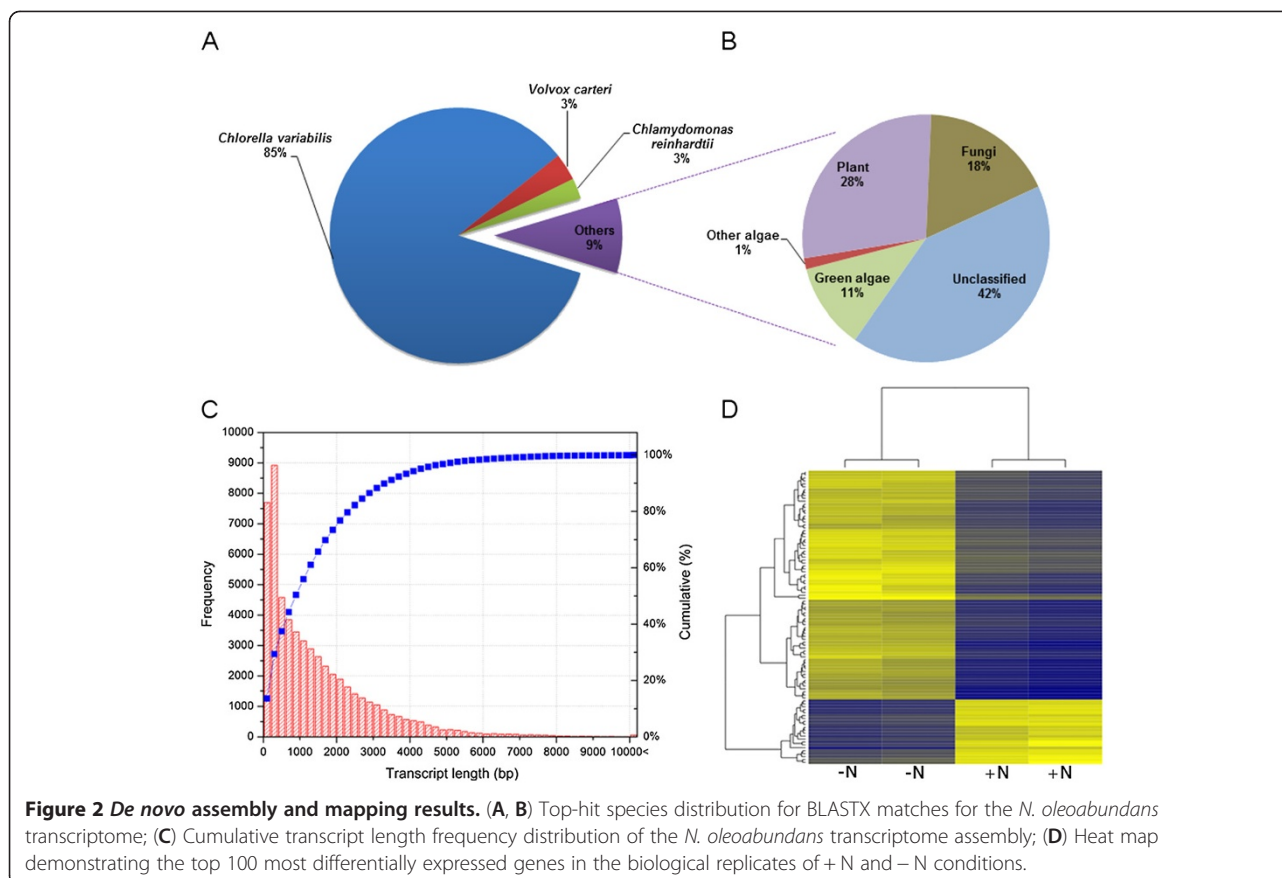 A
B
Chlorella variabilis
85%
Volvox carteri
3%
Chlamydomonas
reinhardtii
3%
Others
9%
Plant
28%
Fungi
18%
Other algae
1%
Green algae
11%
Unclassified
42%
C
D
10000
9000
8000
7000
6000
5000
4000
3000
2000
1000
0
Frequency
100%
80%
60%
40%
20%
0%
Cumulative (%)
0 1000 2000 3000 4000 5000 6000 7000 8000 9000 10000<
Transcript length (bp)
-N -N +N +N
Figure 2 De novo assembly and mapping results. (A, B) Top-hit species distribution for BLASTX matches for the N. oleoabundans
transcriptome; (C) Cumulative transcript length frequency distribution of the N. oleoabundans transcriptome assembly; (D) Heat map
demonstrating the top 100 most differentially expressed genes in the biological replicates of + N and − N conditions.